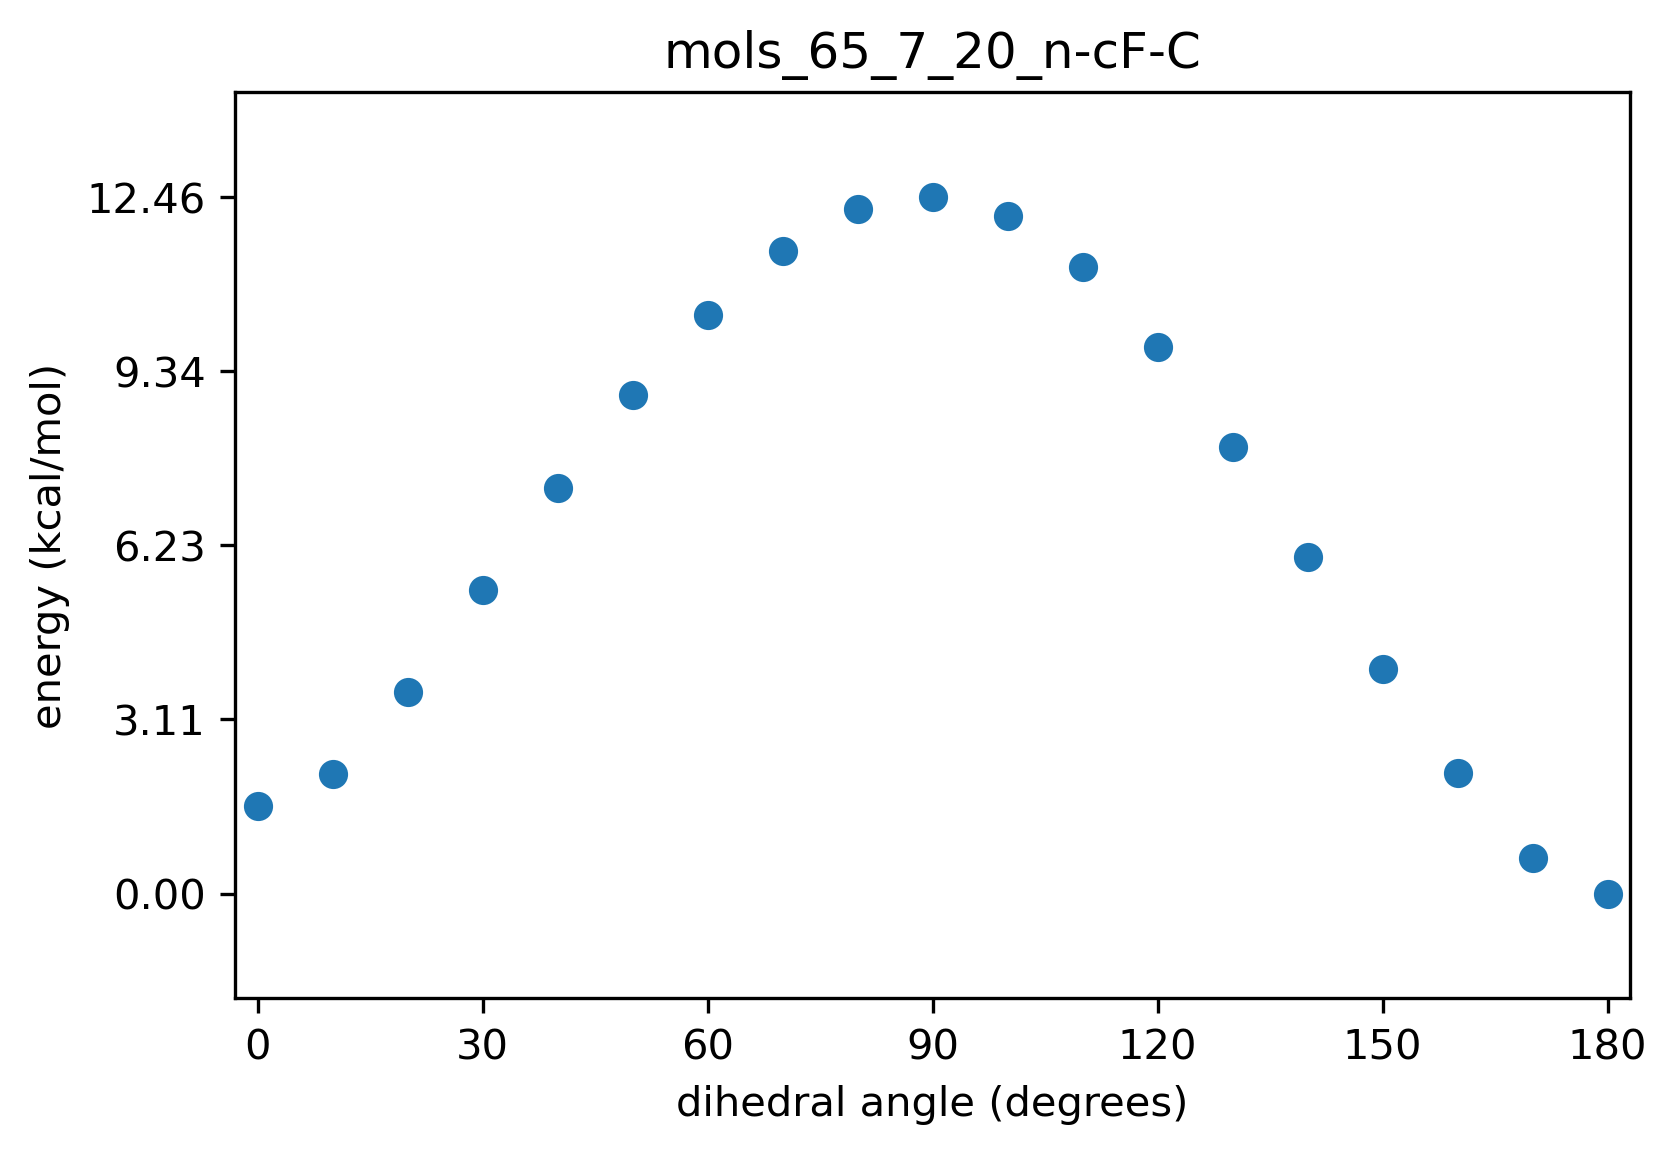 mols_65_7_20_n-cF-C
energy (kcal/mol)
12.46
9.34
6.23
3.11
0.00
0 30 60 90 120 150 180
dihedral angle (degrees)